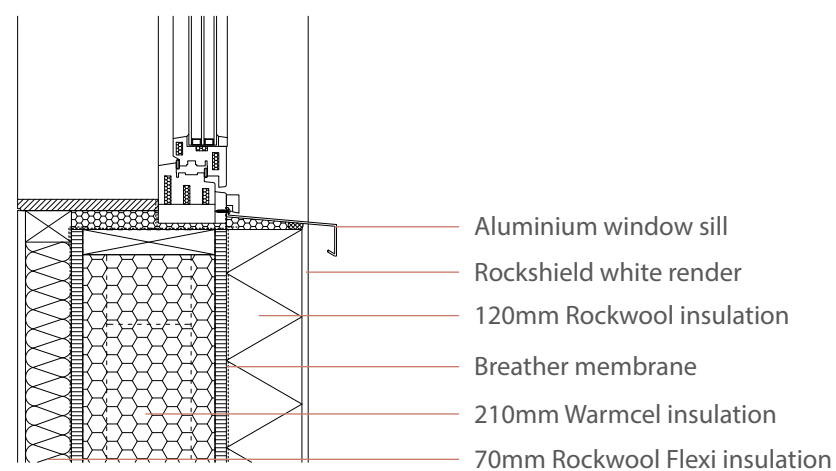 Aluminium window sill
Rockshield white render
120mm Rockwool insulation
Breather membrane
210mm Warmcel insulation
70mm Rockwool Flexi insulation